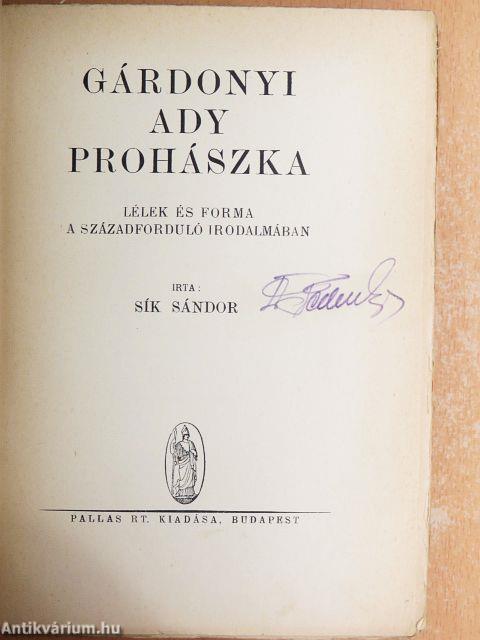 GÁRDONYI
ADY
PROHÁSZKA
LÉLEK ÉS FORMA
A SZÁZADFORDULÓ IRODALMÁBAN
IRTA:
SÍK SÁNDOR
PALLAS RT. KIADÁSA, BUDAPEST
Antikvárium.hu